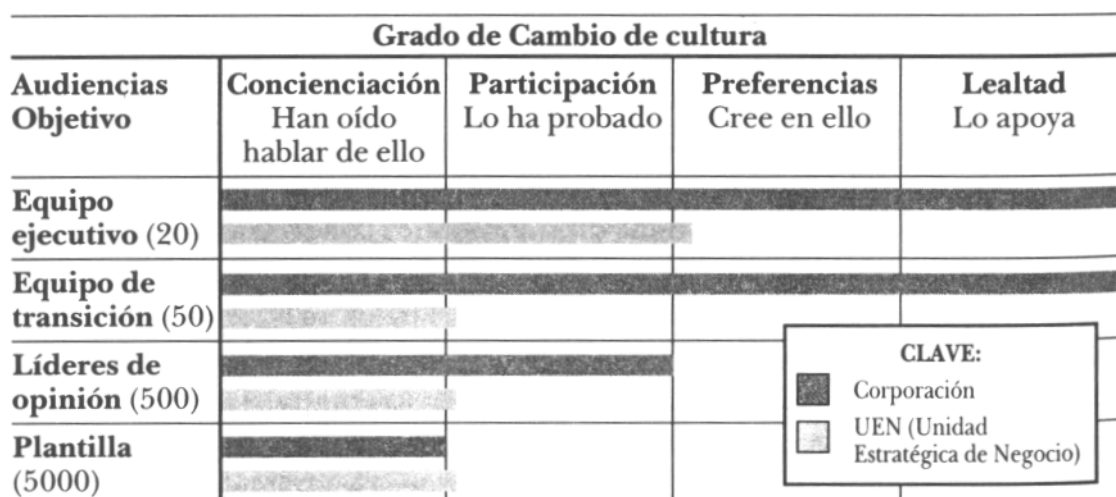 Grado de Cambio de cultura
Audiencias
Objetivo
Concienciación
Han oído
hablar de ello
Participación
Lo ha probado
Preferencias
Cree en ello
Lealtad
Lo apoya
Equipo
ejecutivo (20)
Equipo de
transición (50)
Líderes de
opinión (500)
Plantilla
(5000)
CLAVE:
Corporación
UEN (Unidad
Estratégica de Negocio)